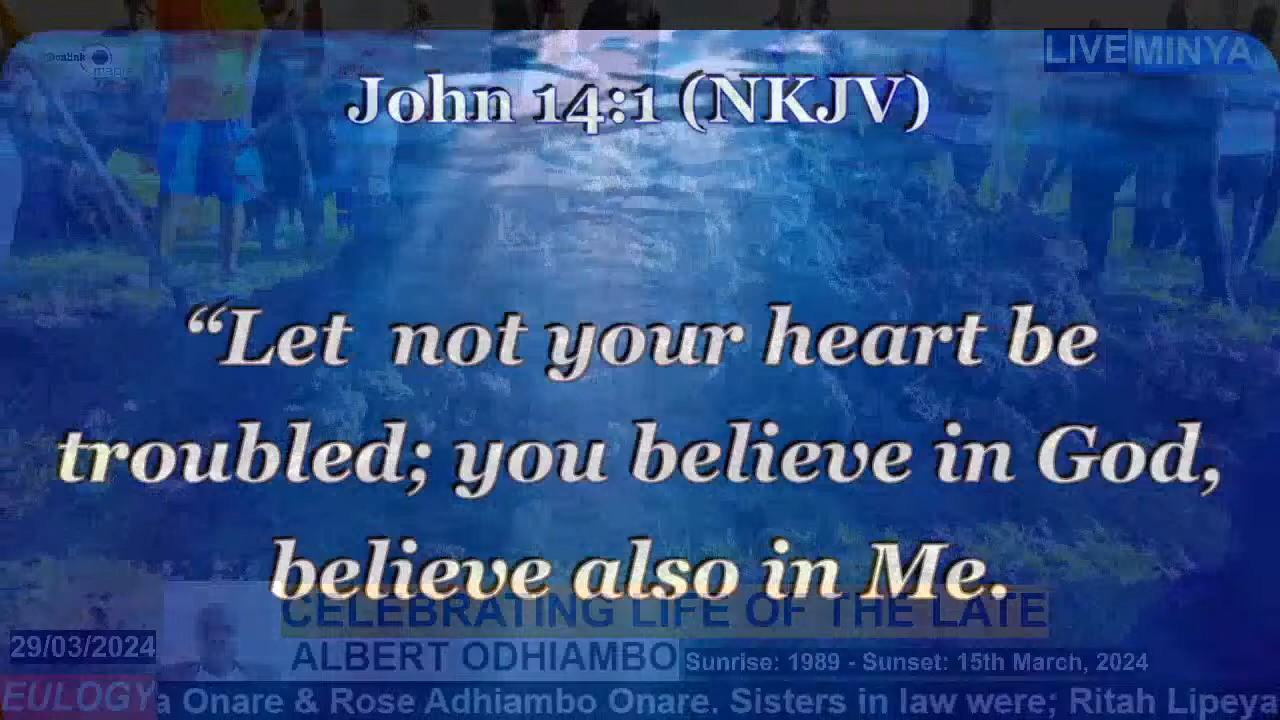 Benlink
media
LIVE MINYA
John 14:1 (NKJV)
“Let not your heart be
troubled; you believe in God,
believe also in Me.
CELEBRATING LIFE OF THE LATE
29/03/2024
ALBERT ODHIAMBO Sunrise: 1989 - Sunset: 15th March, 2024
EULOGY a Onare & Rose Adhiambo Onare. Sisters in law were; Ritah Lipeya